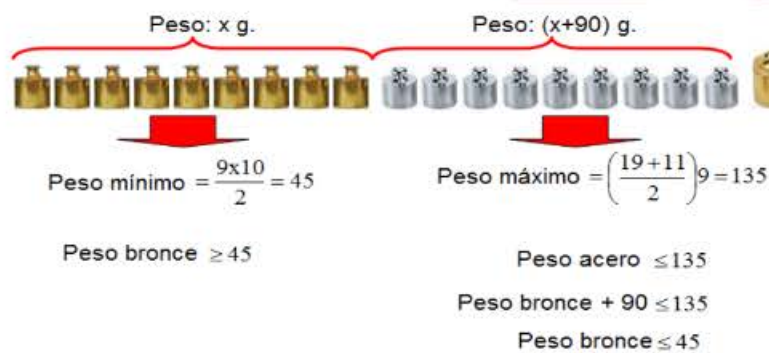 Peso: x g. Peso: (x+90) g.
Peso mínimo = 9x10/2 = 45
Peso máximo = ((19+11)/2)9=135
Peso bronce ≥ 45
Peso acero ≤135
Peso bronce + 90 ≤135
Peso bronce ≤ 45